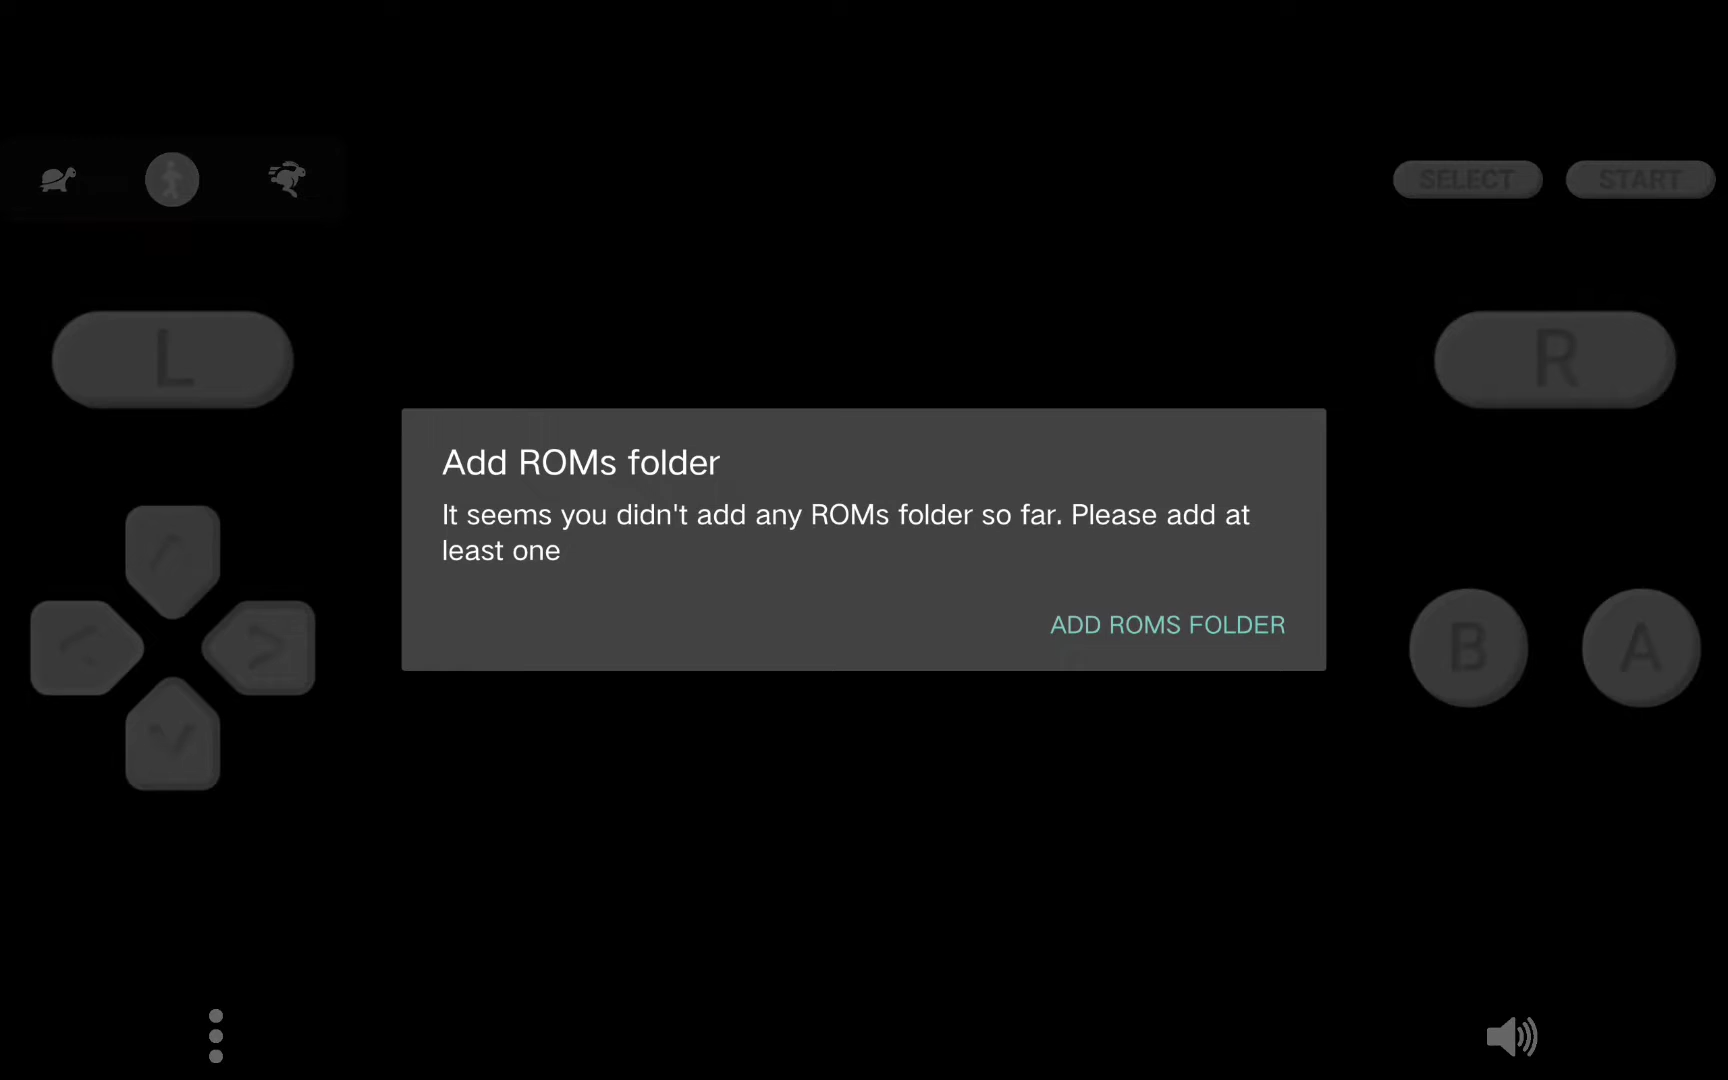 SELECT START
L R
Add ROMs folder
It seems you didn't add any ROMs folder so far. Please add at
least one
ADD ROMS FOLDER
B A